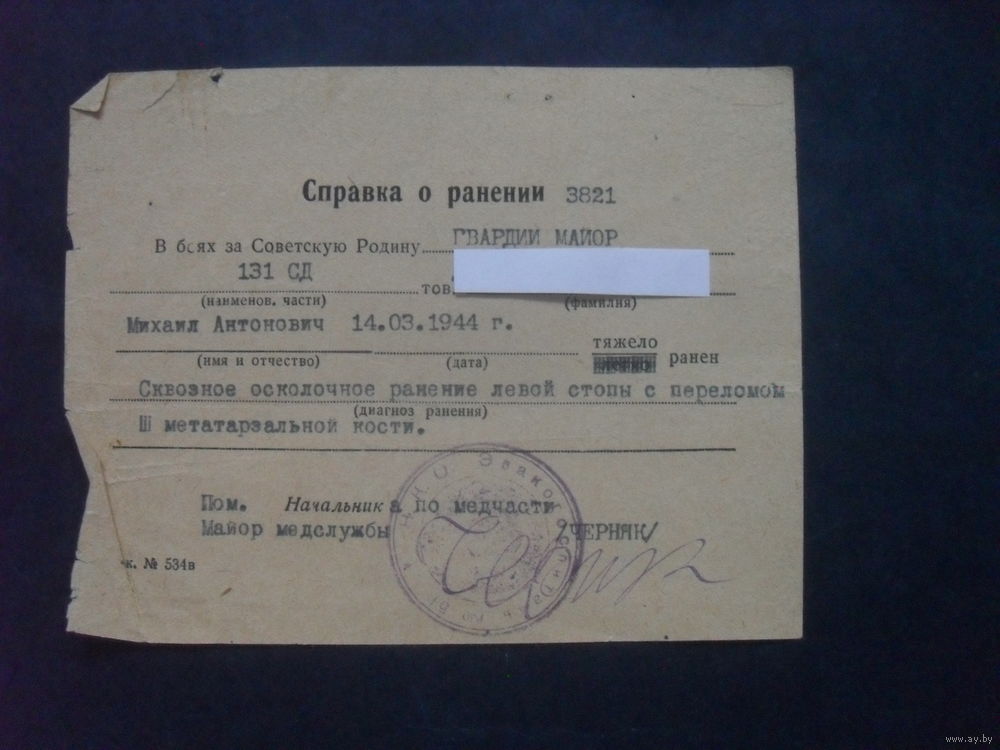 Справка о ранении 3821
В боях за Советскую Родину ГВАРДИИ МАЙОР
131 СД тов.
(наименов. части) (фамилия)
Михаил Антонович 14.03.1944 г.
тяжело
(имя и отчество) (дата) ранен
Сквозное осколочное ранение левой стопы с переломом
(диагноз ранения)
Ш метатарзальной кости.
Пом. Начальника по медчасти
Майор медслужбы /ЧЕРНЯК/
к. № 534в
Эвакогоспиталь
www.ay.by